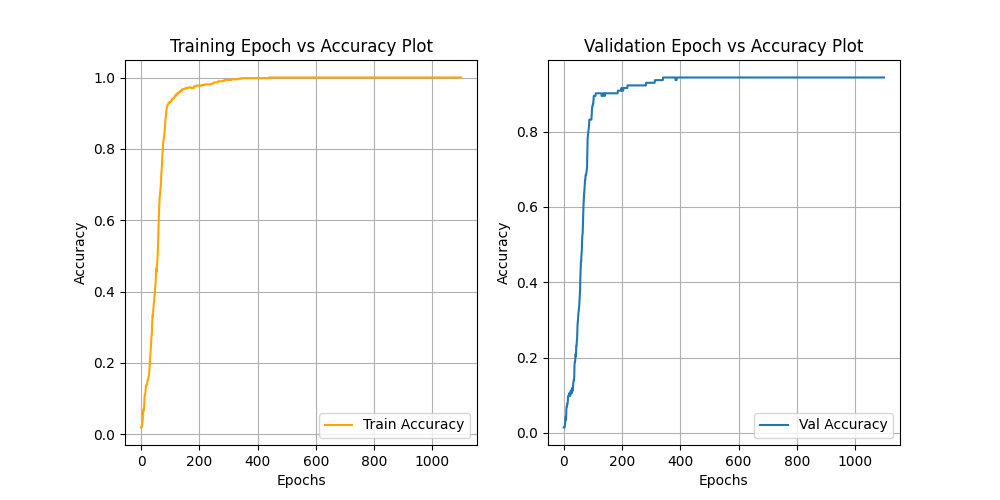 Training Epoch vs Accuracy Plot
1.0
0.8
0.6
0.4
0.2
0.0
Accuracy
0 200 400 600 800 1000
Epochs
Train Accuracy
Validation Epoch vs Accuracy Plot
0.8
0.6
0.4
0.2
0.0
Accuracy
0 200 400 600 800 1000
Epochs
Val Accuracy